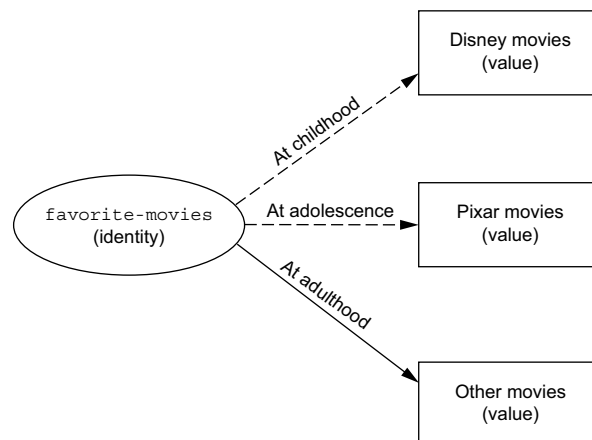 Disney movies
(value)
At childhood
favorite-movies
(identity)
At adolescence
Pixar movies
(value)
At adulthood
Other movies
(value)